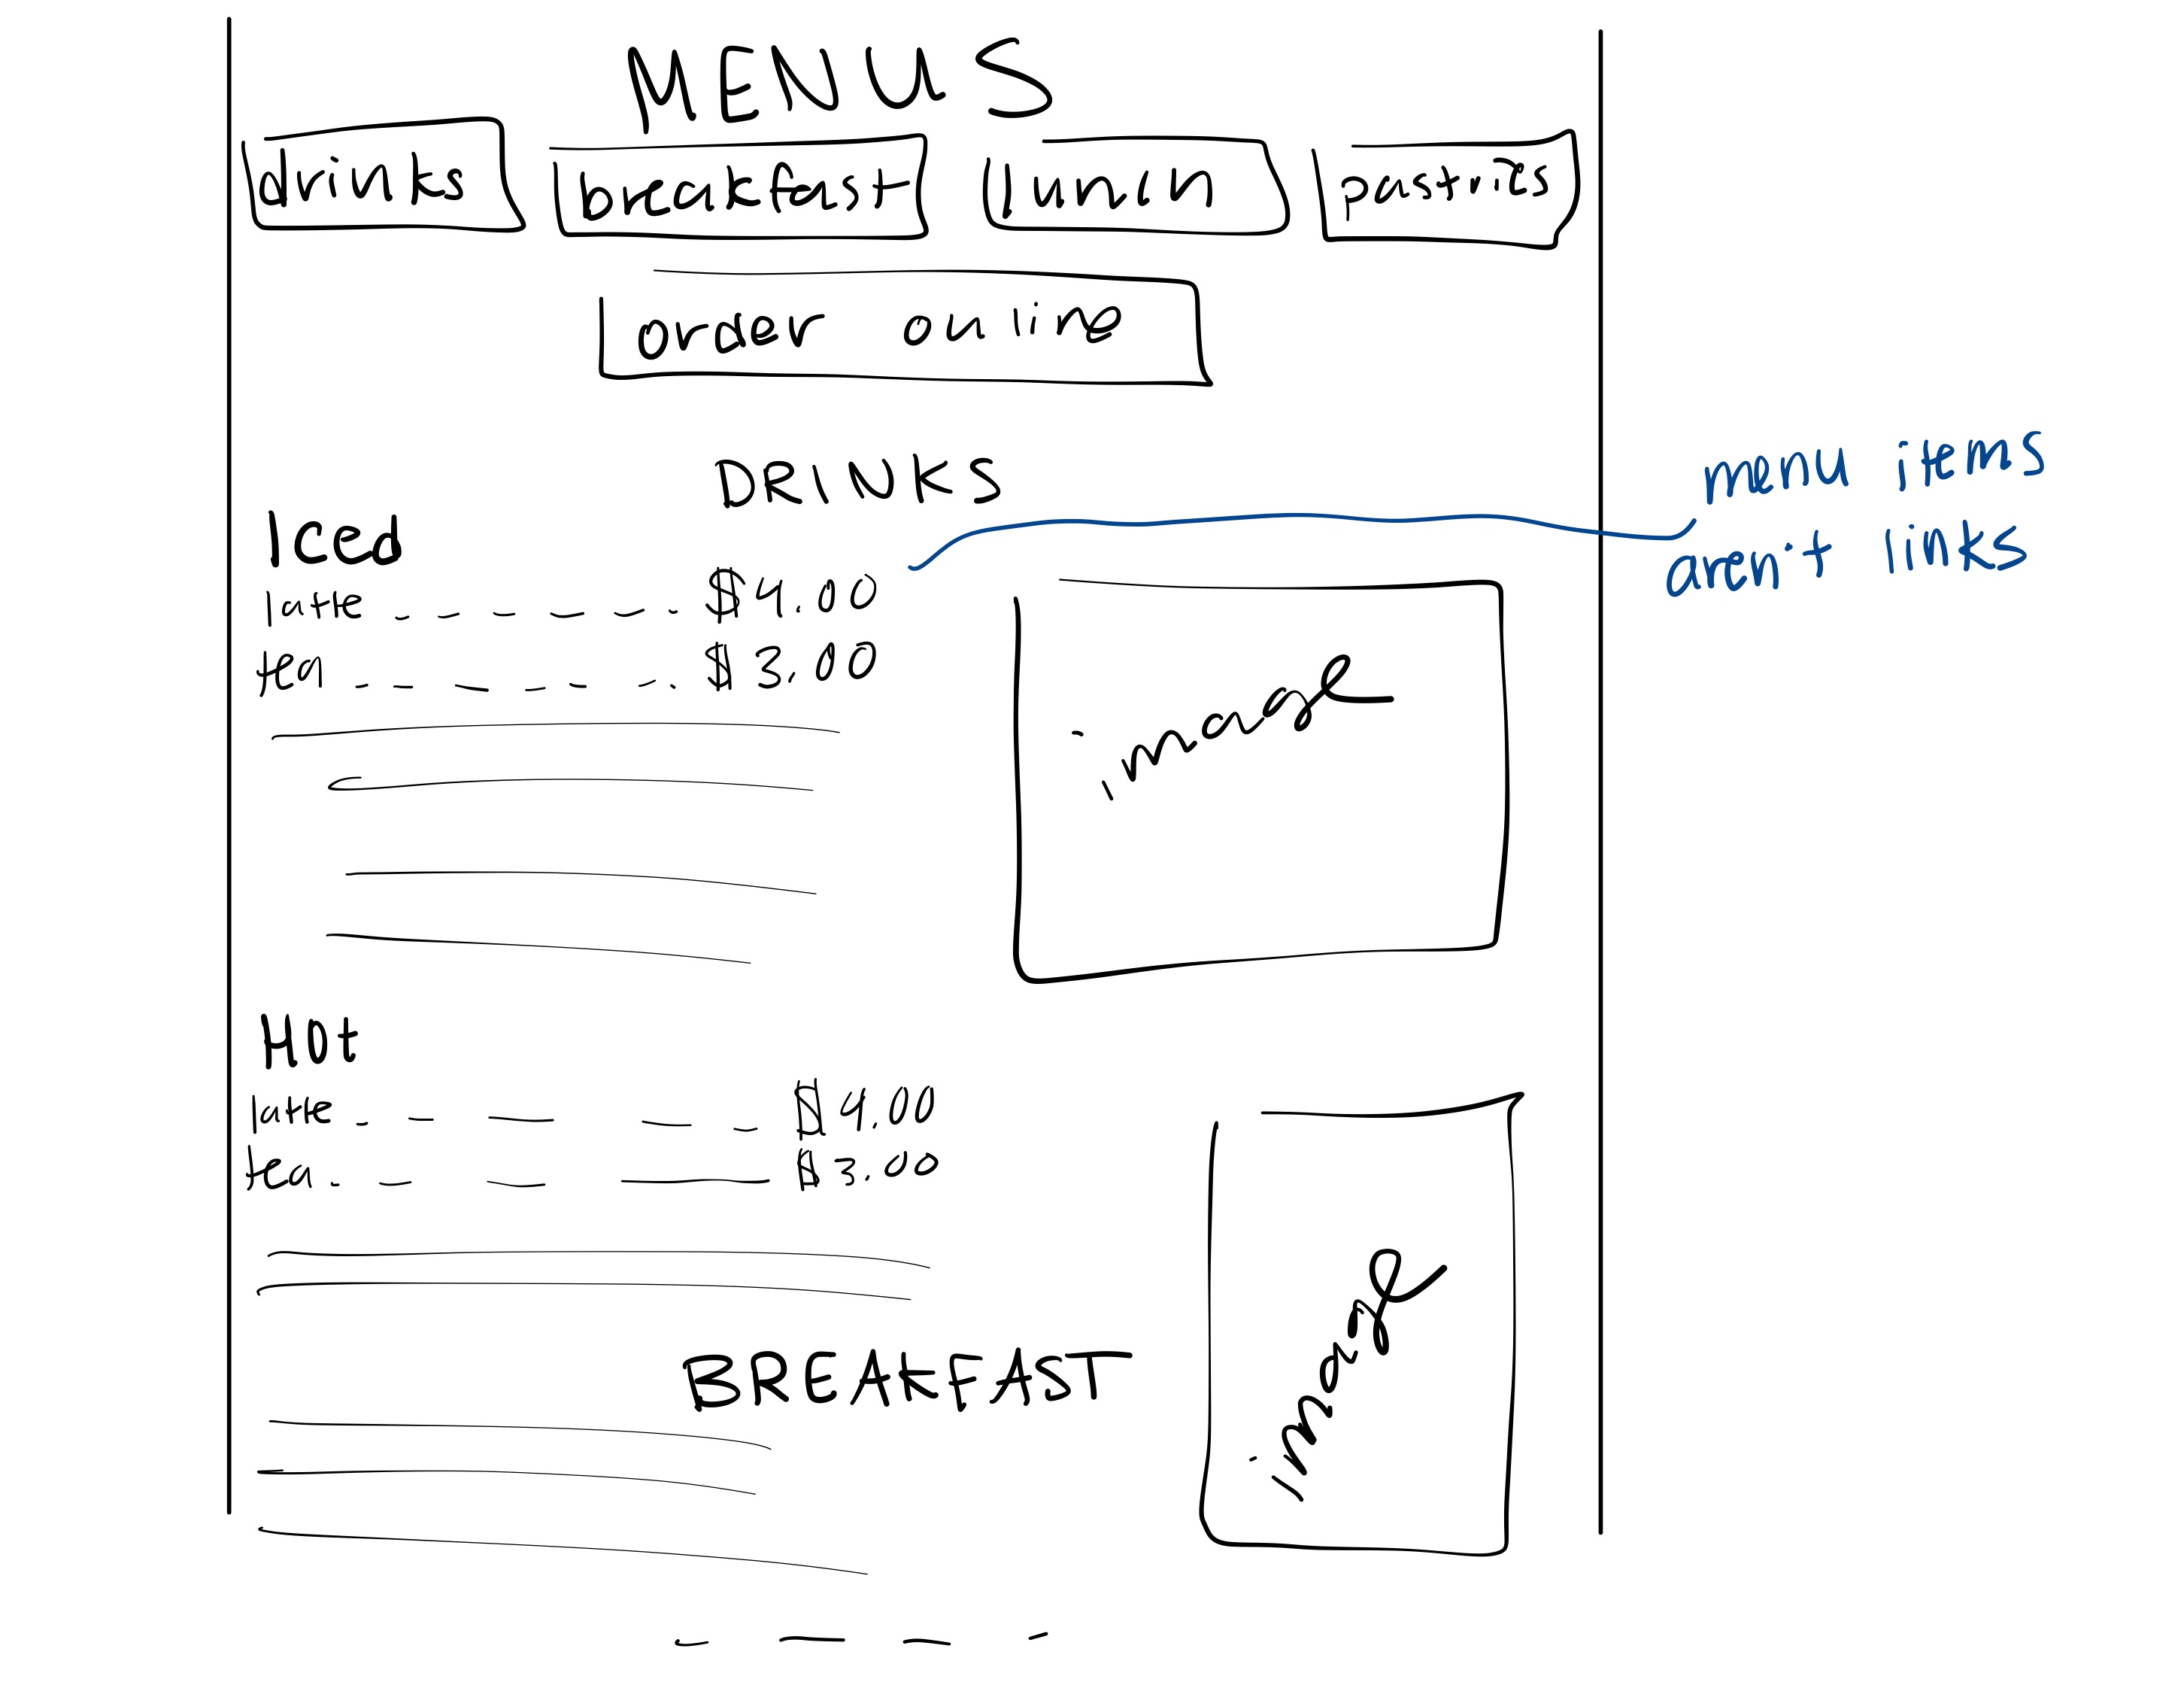 MENUS
drinks breakfast lunch pastries
order online
DRINKS
menu items
aren't links
Iced
latte $4.00
tea $3.00
image
Hot
latte $4.00
tea $3.00
image
BREAKFAST